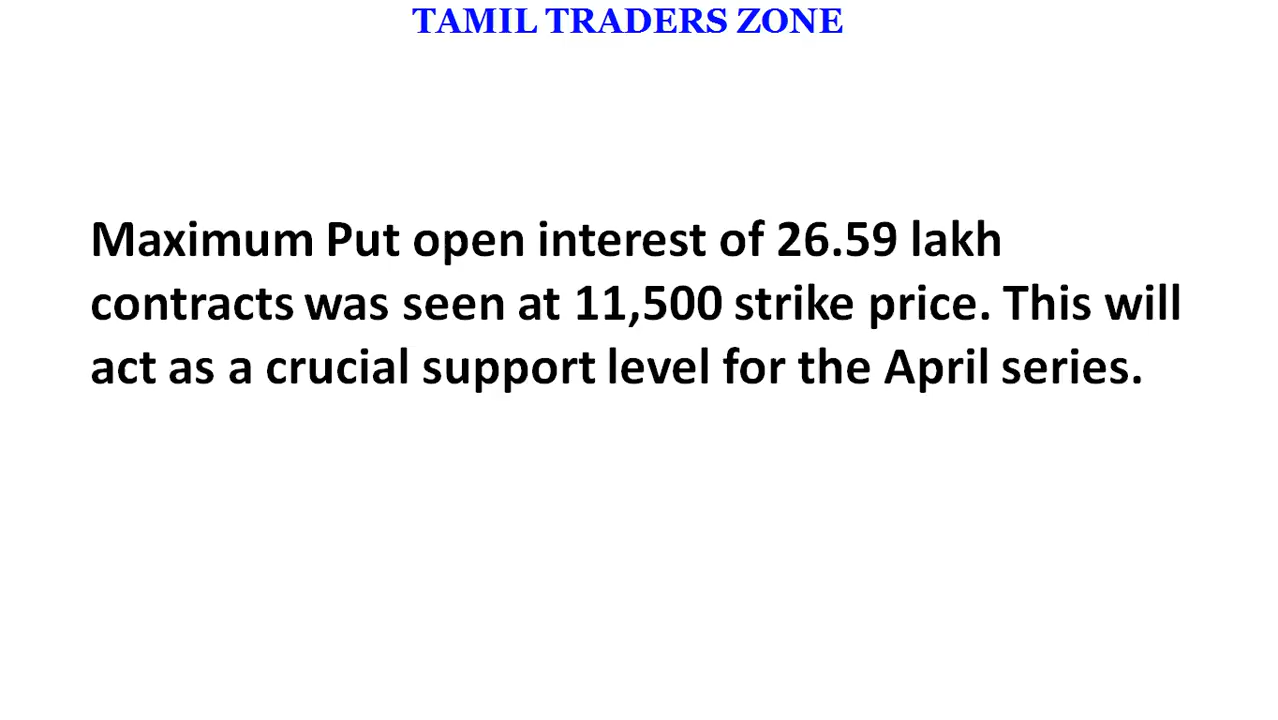 TAMIL TRADERS ZONE
Maximum Put open interest of 26.59 lakh
contracts was seen at 11,500 strike price. This will
act as a crucial support level for the April series.